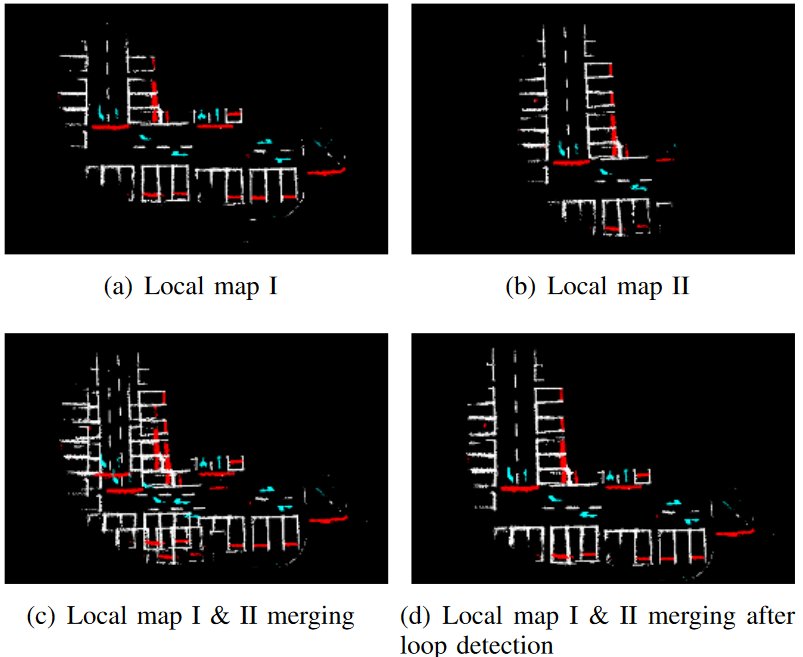 (a) Local map I
(b) Local map II
(c) Local map I & II merging
(d) Local map I & II merging after
loop detection